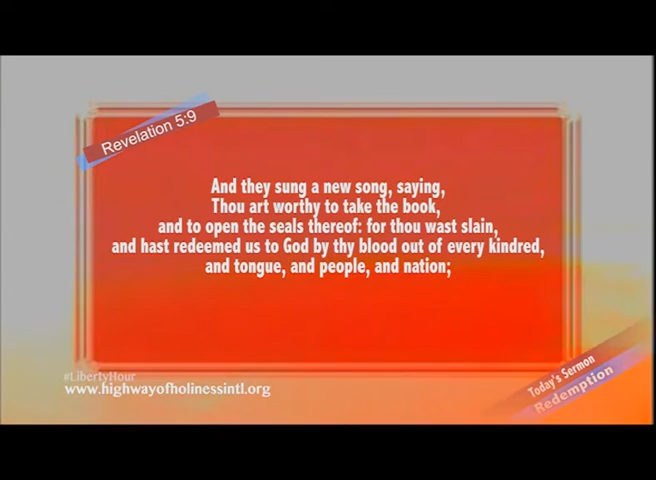 Revelation 5:9
And they sung a new song, saying,
Thou art worthy to take the book,
and to open the seals thereof: for thou wast slain,
and hast redeemed us to God by thy blood out of every kindred,
and tongue, and people, and nation;
#LibertyHour
www.highwayofholinessintl.org
Today's Sermon
Redemption